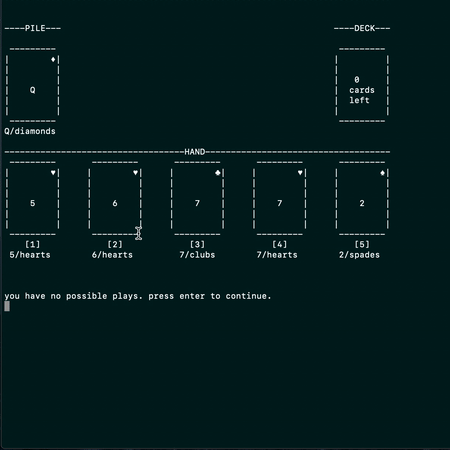 ----PILE---
----DECK---
♦
Q
0
cards
left
Q/diamonds
HAND
♥ ♥ ♣ ♥ ♠
5 6 7 7 2
[1] [2] [3] [4] [5]
5/hearts 6/hearts 7/clubs 7/hearts 2/spades
you have no possible plays. press enter to continue.